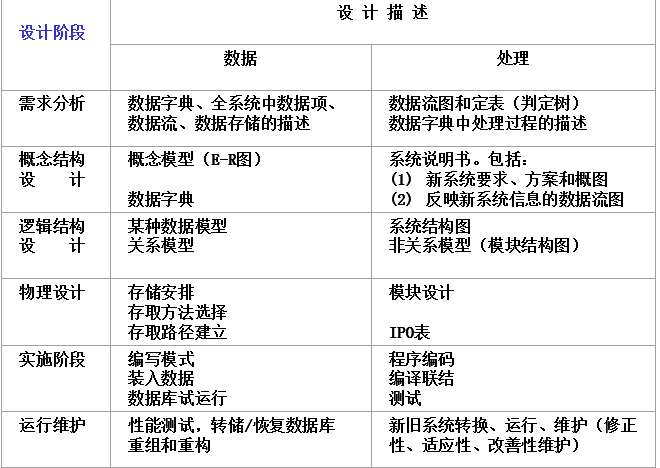 设计阶段
设 计 描 述
数据
处理
需求分析
数据字典、全系统中数据项、
数据流、数据存储的描述
数据流图和定表（判定树）
数据字典中处理过程的描述
概念结构
设 计
概念模型（E-R图）
数据字典
系统说明书。包括：
(1) 新系统要求、方案和概图
(2) 反映新系统信息的数据流图
逻辑结构
设 计
某种数据模型
关系模型
系统结构图
非关系模型（模块结构图）
物理设计
存储安排
存取方法选择
存取路径建立
模块设计
IPO表
实施阶段
编写模式
装入数据
数据库试运行
程序编码
编译联结
测试
运行维护
性能测试，转储/恢复数据库
重组和重构
新旧系统转换、运行、维护（修正
性、适应性、改善性维护）